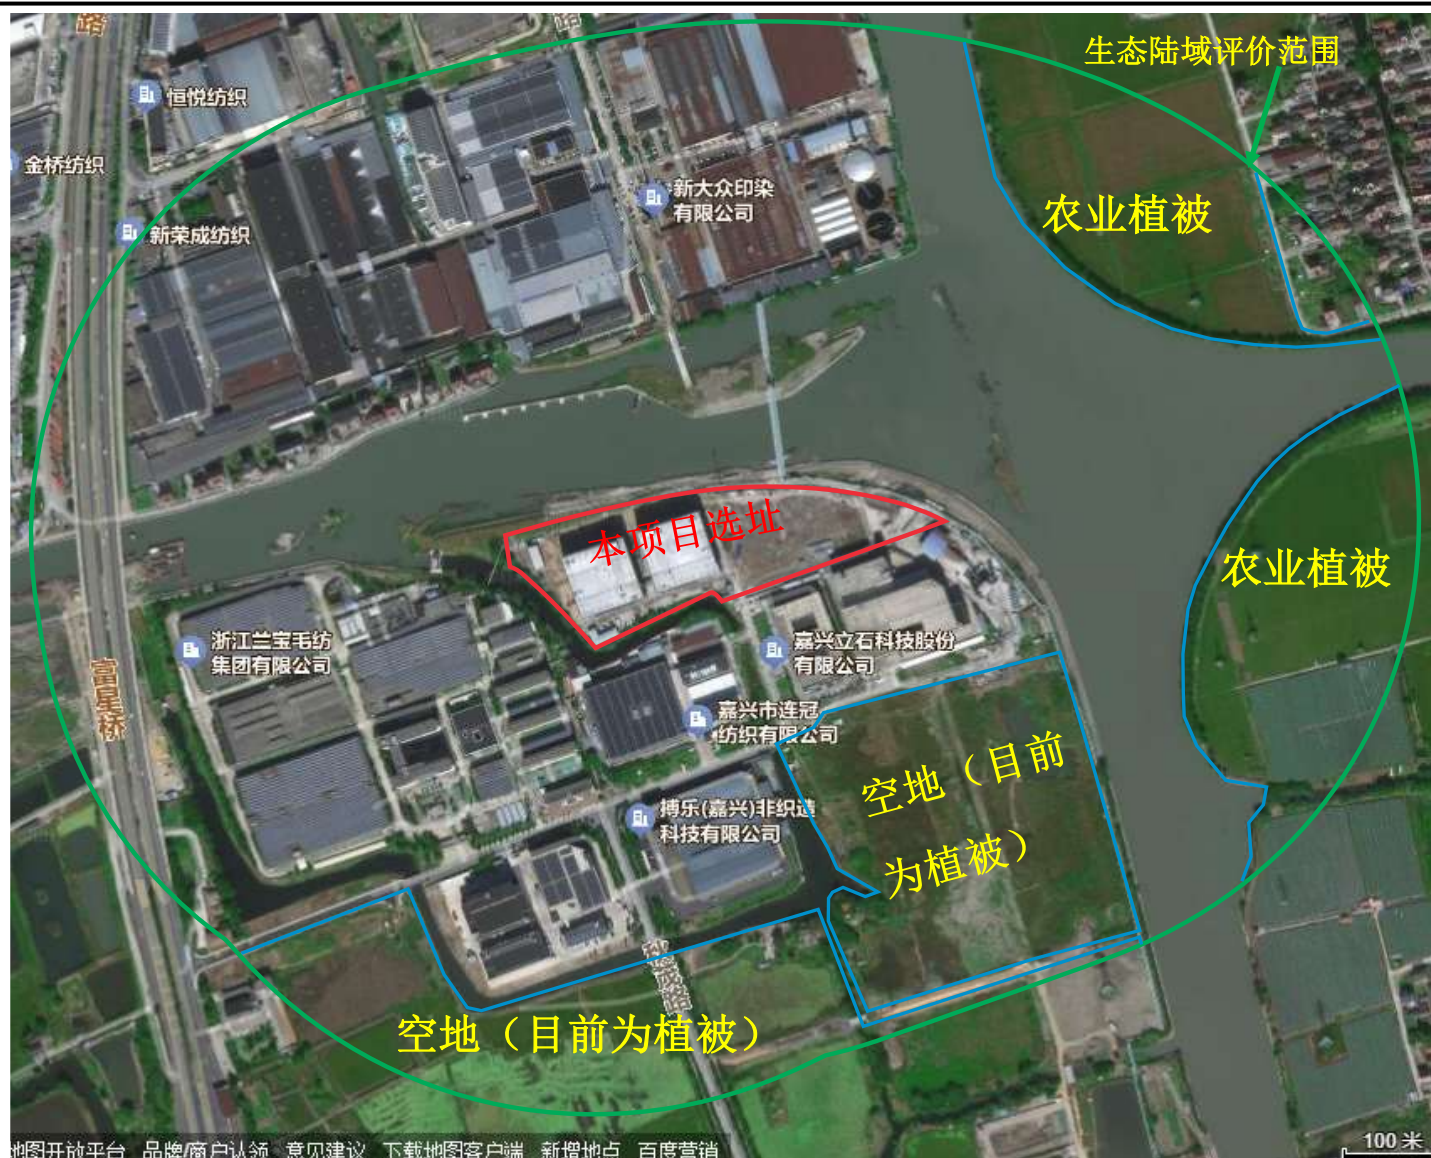 路
路
生态陆域评价范围
恒悦纺织
金桥纺织
新大众印染
有限公司
农业植被
新荣成纺织
本项目选址
农业植被
浙江兰宝毛纺
集团有限公司
嘉兴立石科技股份
有限公司
富星桥
嘉兴市连冠
纺织有限公司
空地（目前
为植被）
搏乐(嘉兴)非织造
科技有限公司
空地（目前为植被）
地图开放平台 品牌/商户认领 意见建议 下载地图客户端 新增地点 百度营销
100 米